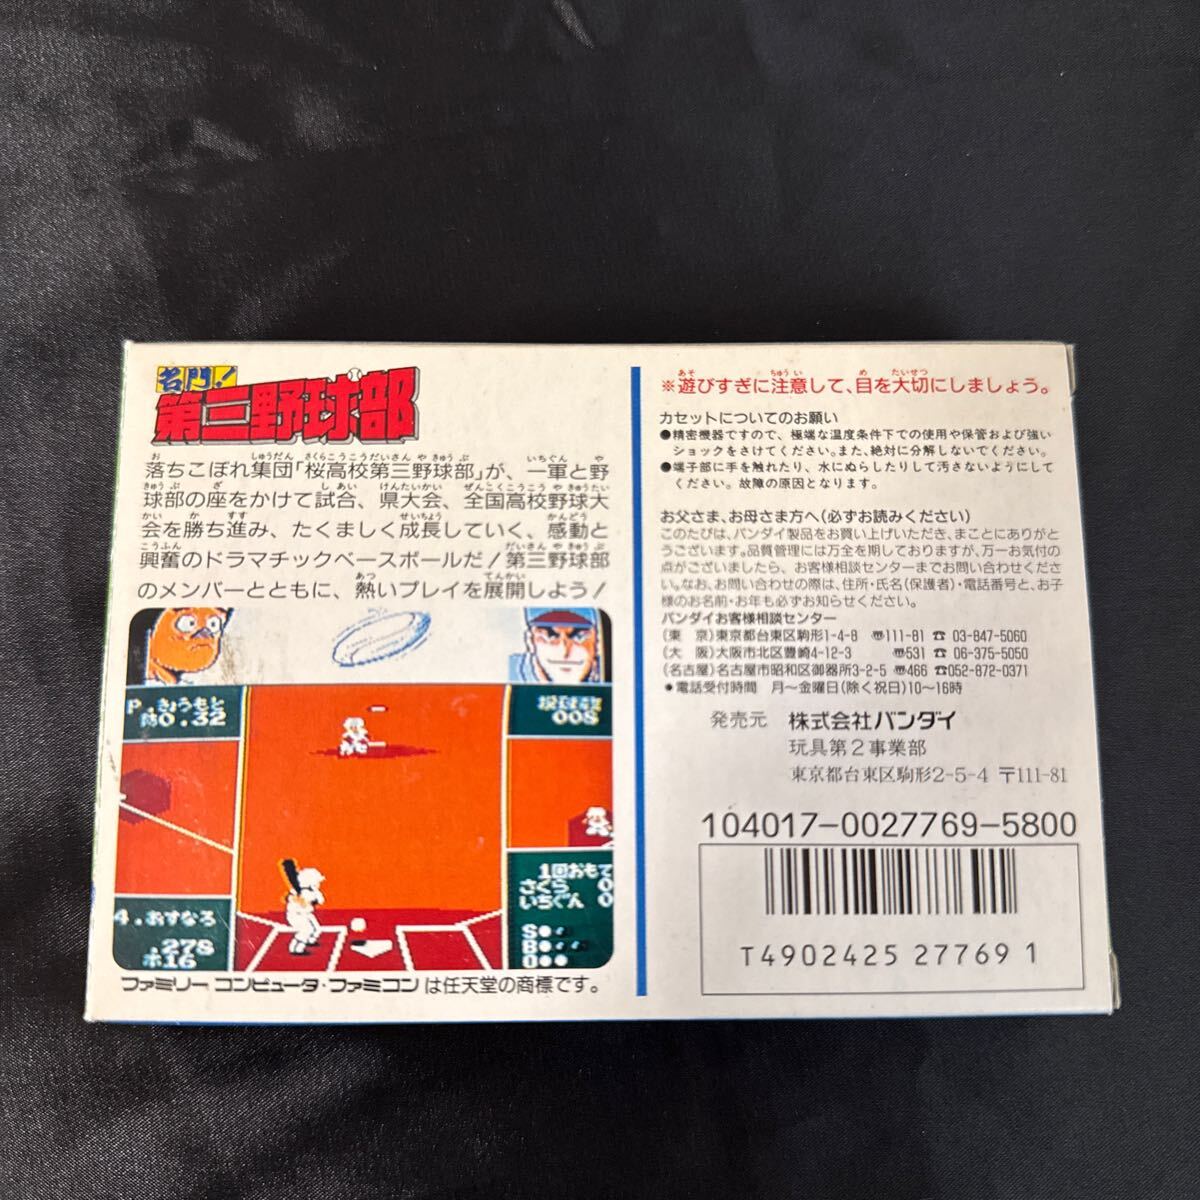 名門!
第三野球部
落ちこぼれ集団「桜高校第三野球部」が、一軍と野
球部の座をかけて試合、県大会、全国高校野球大
会を勝ち進み、たくましく成長していく、感動と
興奮のドラマチックベースボールだ!第三野球部
のメンバーとともに、熱いプレイを展開しよう!
P.きょうもと
防0.32
投球数
008
4.おすなろ
.278
ホ16
1回おもて
さくら 0
いちぐん 0
S
B
O
ファミリーコンピュータ・ファミコンは任天堂の商標です。
※遊びすぎに注意して、目を大切にしましょう。
カセットについてのお願い
●精密機器ですので、極端な温度条件下での使用や保管および強い
ショックをさけてください。また、絶対に分解しないでください。
●端子部に手を触れたり、水にぬらしたりして汚さないようにして
ください。故障の原因となります。
お父さま、お母さま方へ(必ずお読みください)
このたびは、バンダイ製品をお買い上げいただき、まことにありがと
うございます。品質管理には万全を期しておりますが、万一お気付の
点がございましたら、お客様相談センターまでお問い合わせくださ
い。なお、お問い合わせの際は、住所・氏名(保護者)・電話番号と、お子
様のお名前・お年も必ずお知らせください。
バンダイお客様相談センター
(東 京)東京都台東区駒形1-4-8 〠111-81 ☎ 03-847-5060
(大 阪)大阪市北区豊崎4-12-3 〠531 ☎ 06-375-5050
(名古屋)名古屋市昭和区御器所3-2-5 〠466 ☎052-872-0371
●電話受付時間 月〜金曜日(除く祝日)10〜16時
発売元 株式会社バンダイ
玩具第2事業部
東京都台東区駒形2-5-4 〒111-81
104017-0027769-5800
T4902425 27769 1